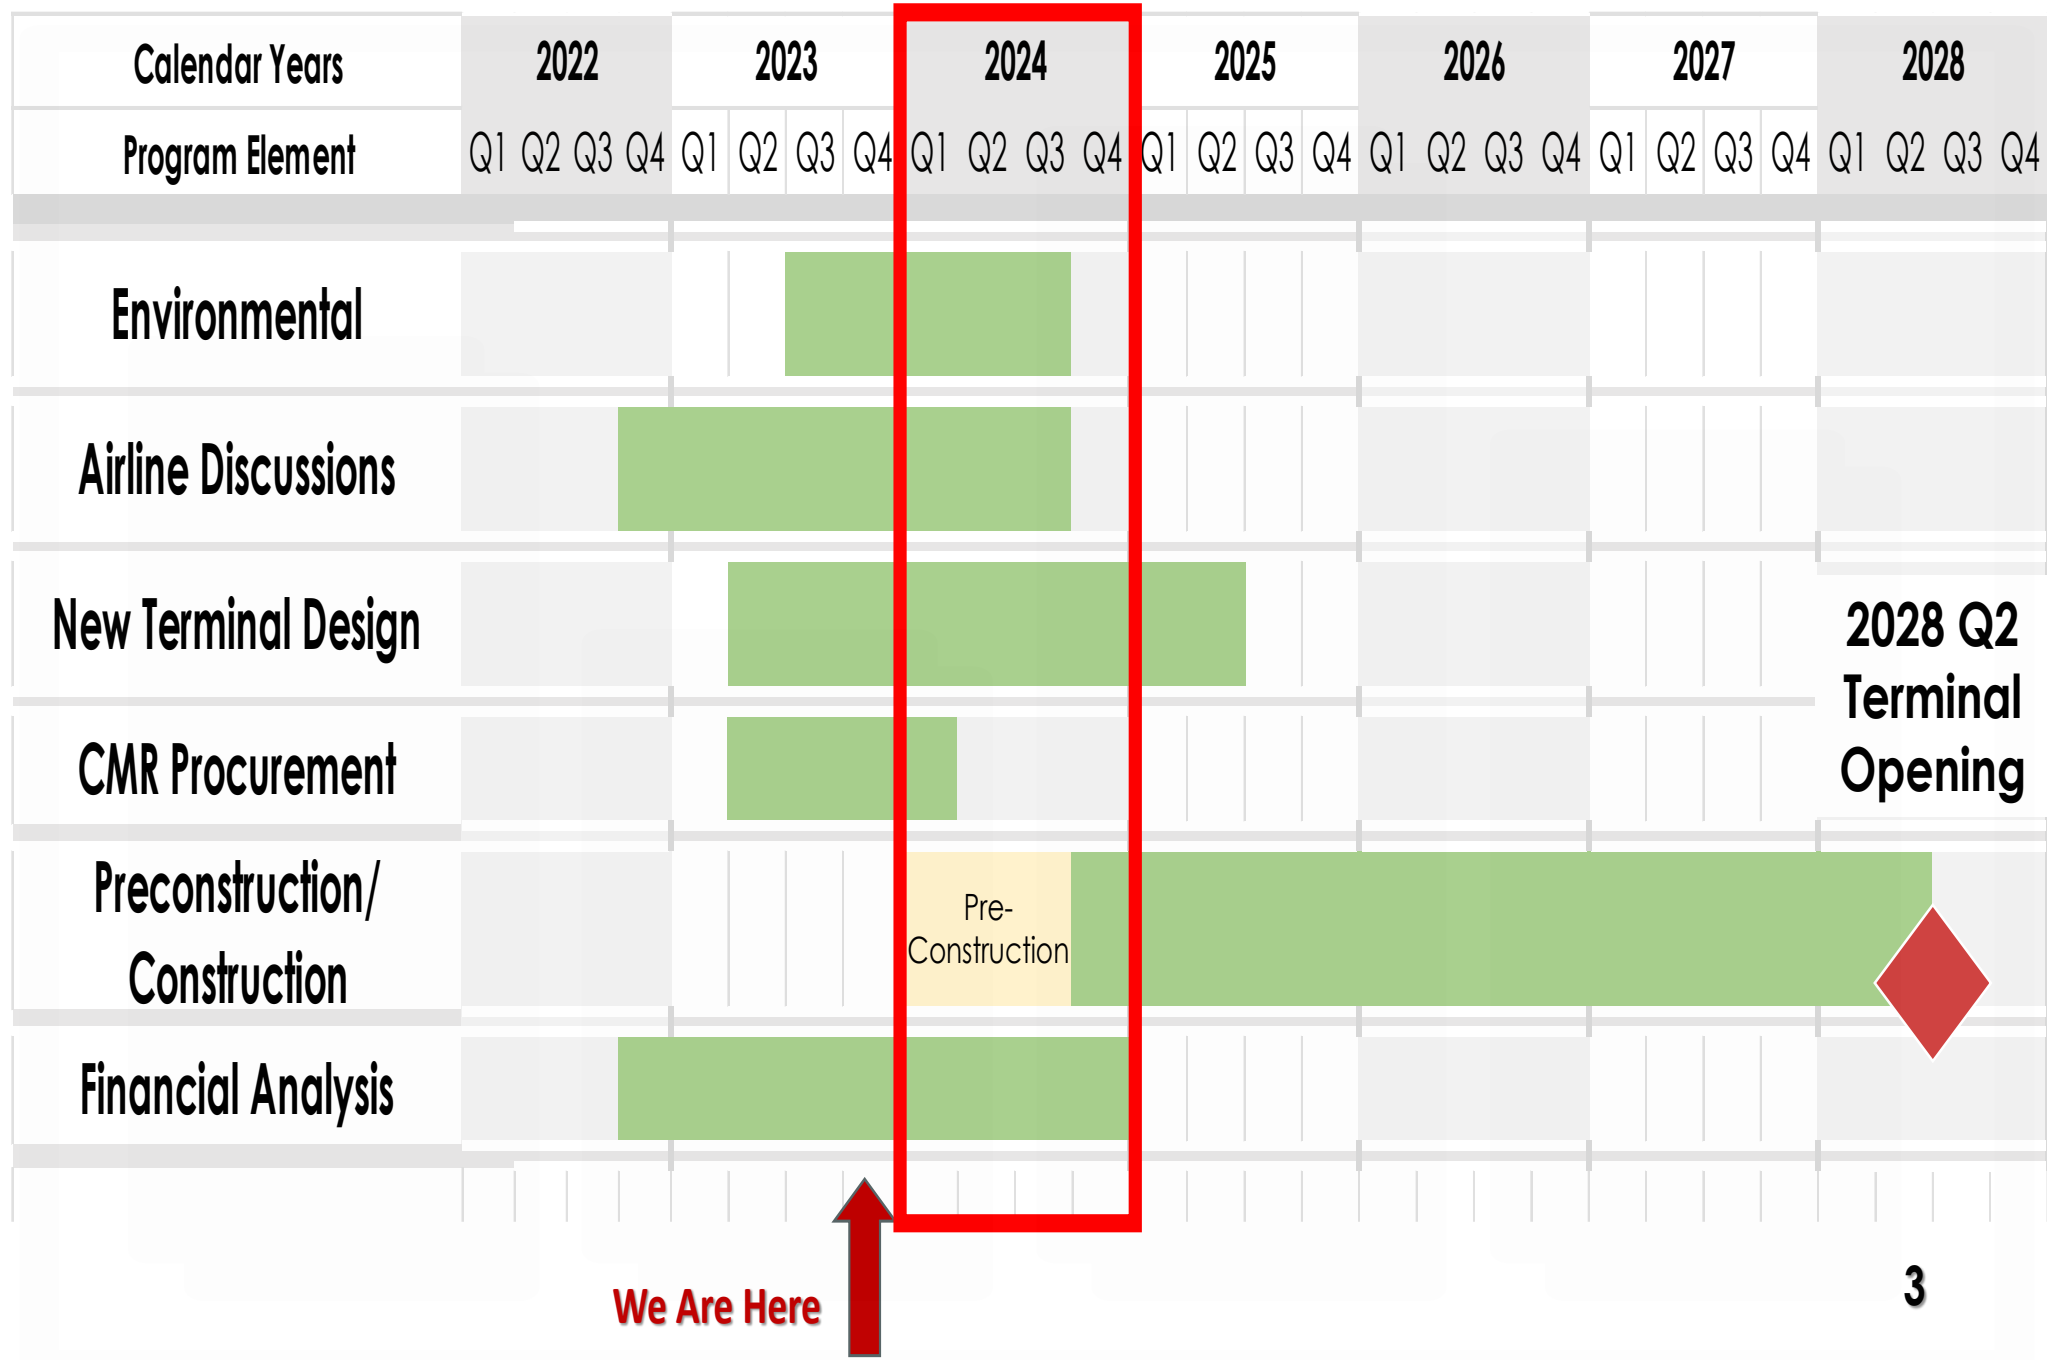 Calendar Years 2022 2023 2024 2025 2026 2027 2028
Program Element Q1 Q2 Q3 Q4 Q1 Q2 Q3 Q4 Q1 Q2 Q3 Q4 Q1 Q2 Q3 Q4 Q1 Q2 Q3 Q4 Q1 Q2 Q3 Q4 Q1 Q2 Q3 Q4
Environmental
Airline Discussions
New Terminal Design
2028 Q2
Terminal
Opening
CMR Procurement
Preconstruction/
Construction
Pre-
Construction
Financial Analysis
We Are Here
3